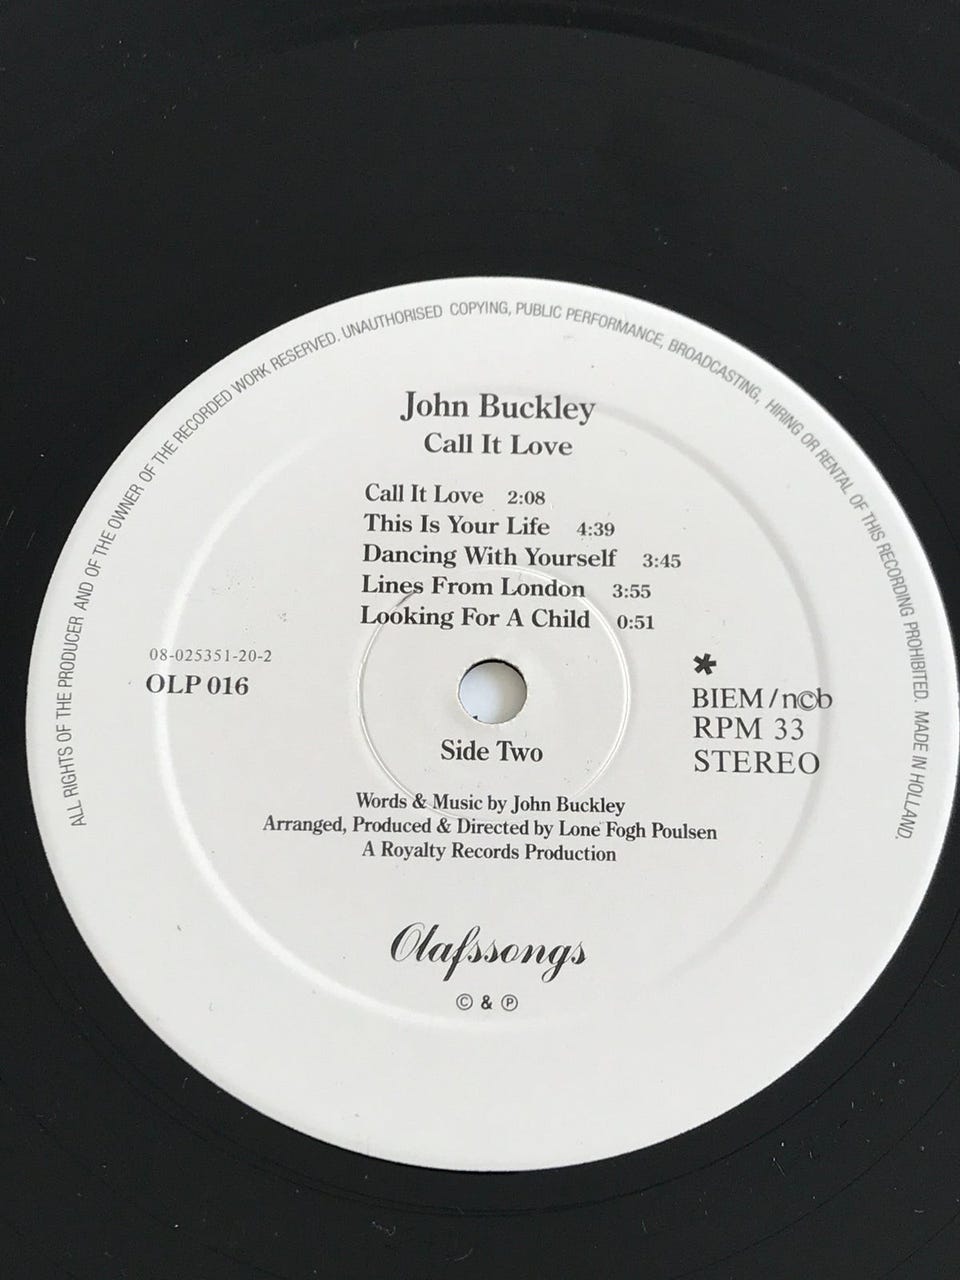 ALL RIGHTS OF THE PRODUCER AND OF THE OWNER OF THE RECORDED WORK RESERVED. UNAUTHORISED COPYING, PUBLIC PERFORMANCE, BROADCASTING, HIRING OR RENTAL OF THIS RECORDING PROHIBITED. MADE IN HOLLAND.
John Buckley
Call It Love
Call It Love 2:08
This Is Your Life 4:39
Dancing With Yourself 3:45
Lines From London 3:55
Looking For A Child 0:51
08-025351-20-2
OLP 016
*
BIEM/n©b
RPM 33
STEREO
Side Two
Words & Music by John Buckley
Arranged, Produced & Directed by Lone Fogh Poulsen
A Royalty Records Production
Olafssongs
© & ℗